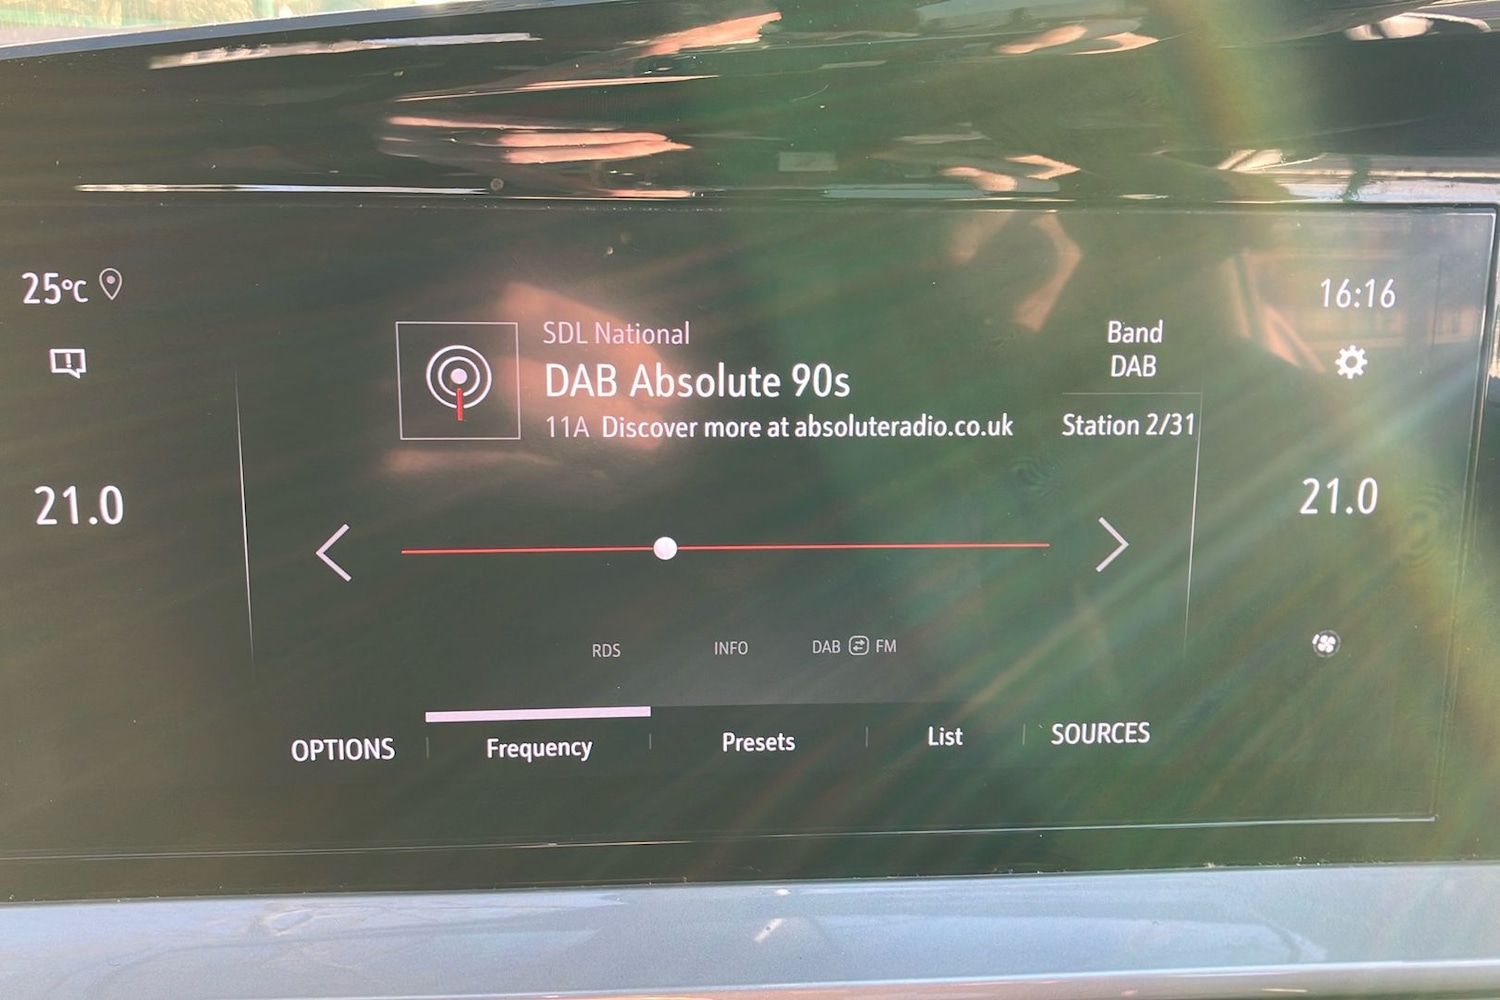 25°C
16:16
SDL National
DAB Absolute 90s
11A Discover more at absoluteradio.co.uk
Band
DAB
Station 2/31
21.0
21.0
RDS
INFO
DAB FM
OPTIONS
Frequency
Presets
List
SOURCES